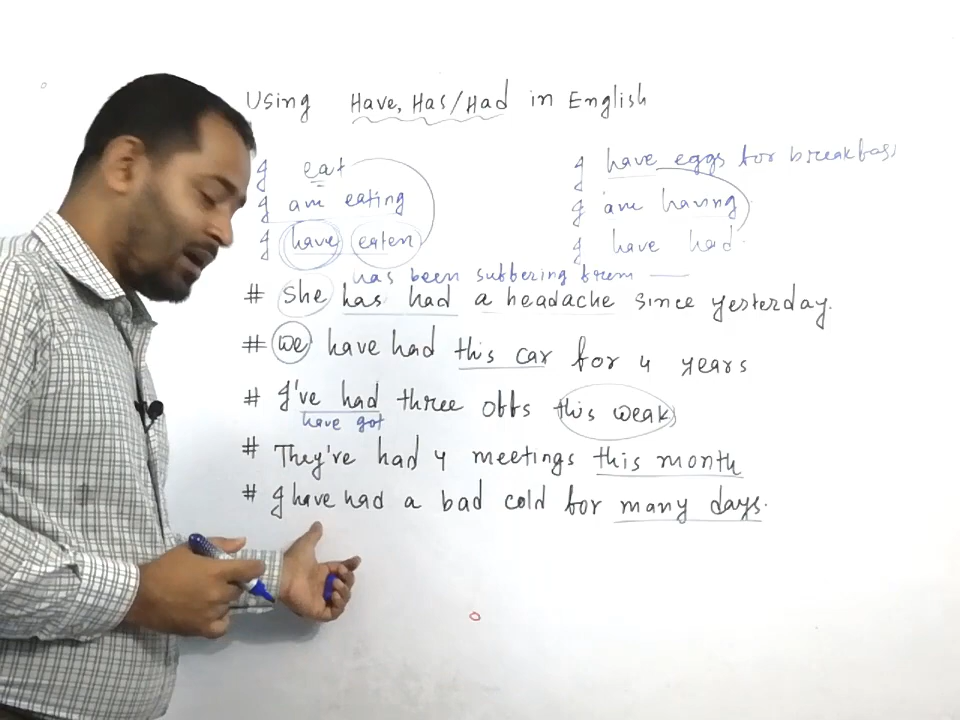 Using Have, Has/Had in English
I eat
I am eating
I have eaten
I have eggs for breakfast
I am having
I have had
has been suffering from
# She has had a headache since yesterday.
# We have had this car for 4 years
# I've had three offs this weak,
have got
# They're had 4 meetings this month
# I have had a bad cold for many days.